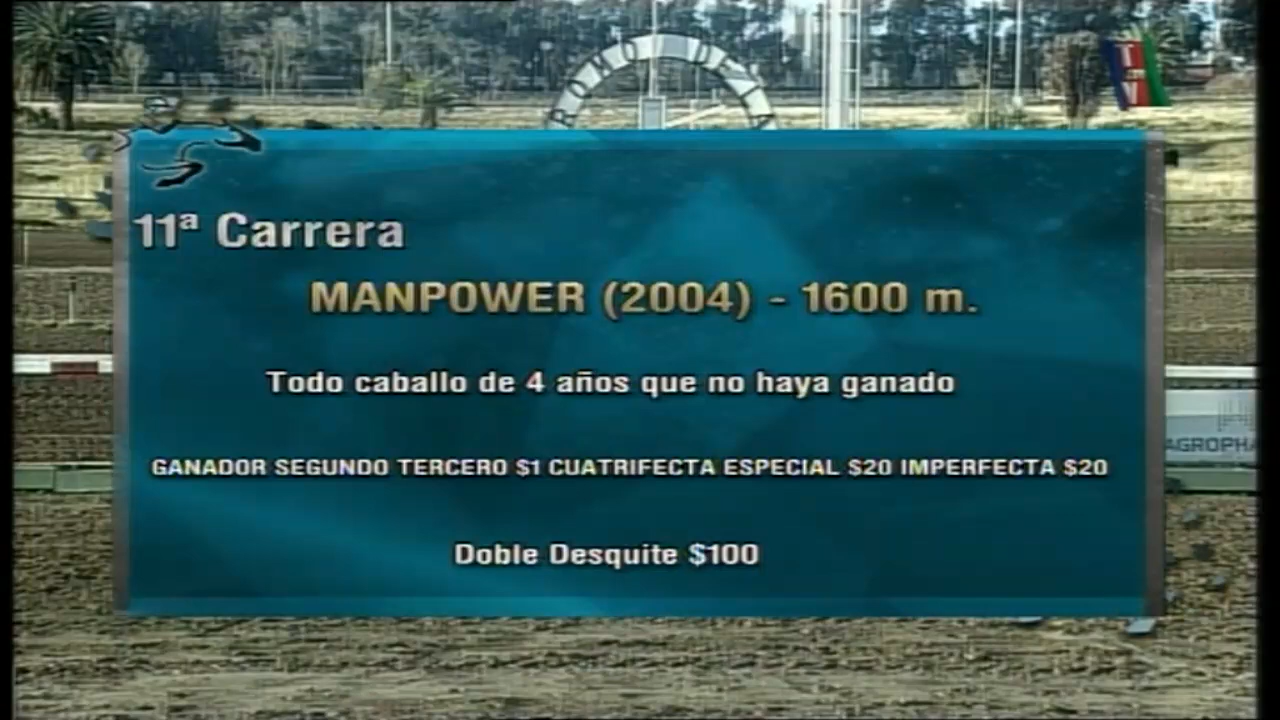 11ª Carrera
MANPOWER (2004) - 1600 m.
Todo caballo de 4 años que no haya ganado
GANADOR SEGUNDO TERCERO $1 CUATRIFECTA ESPECIAL $20 IMPERFECTA $20
Doble Desquite $100